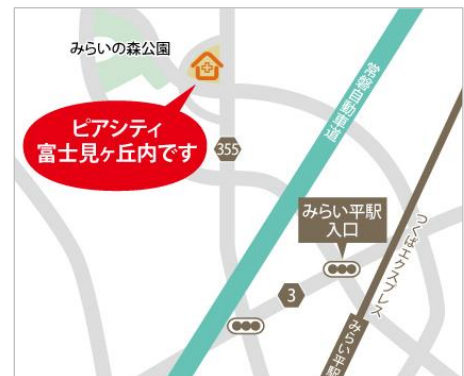 みらいの森公園
ピアシティ
富士見ヶ丘内です
355
常磐自動車道
みらい平駅
入口
つくばエクスプレス
3
みらい平駅